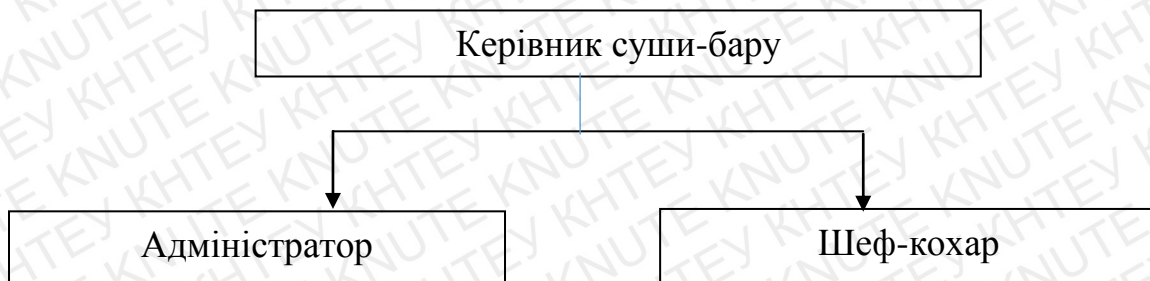 Керівник суши-бару
Адміністратор
Шеф-кохар